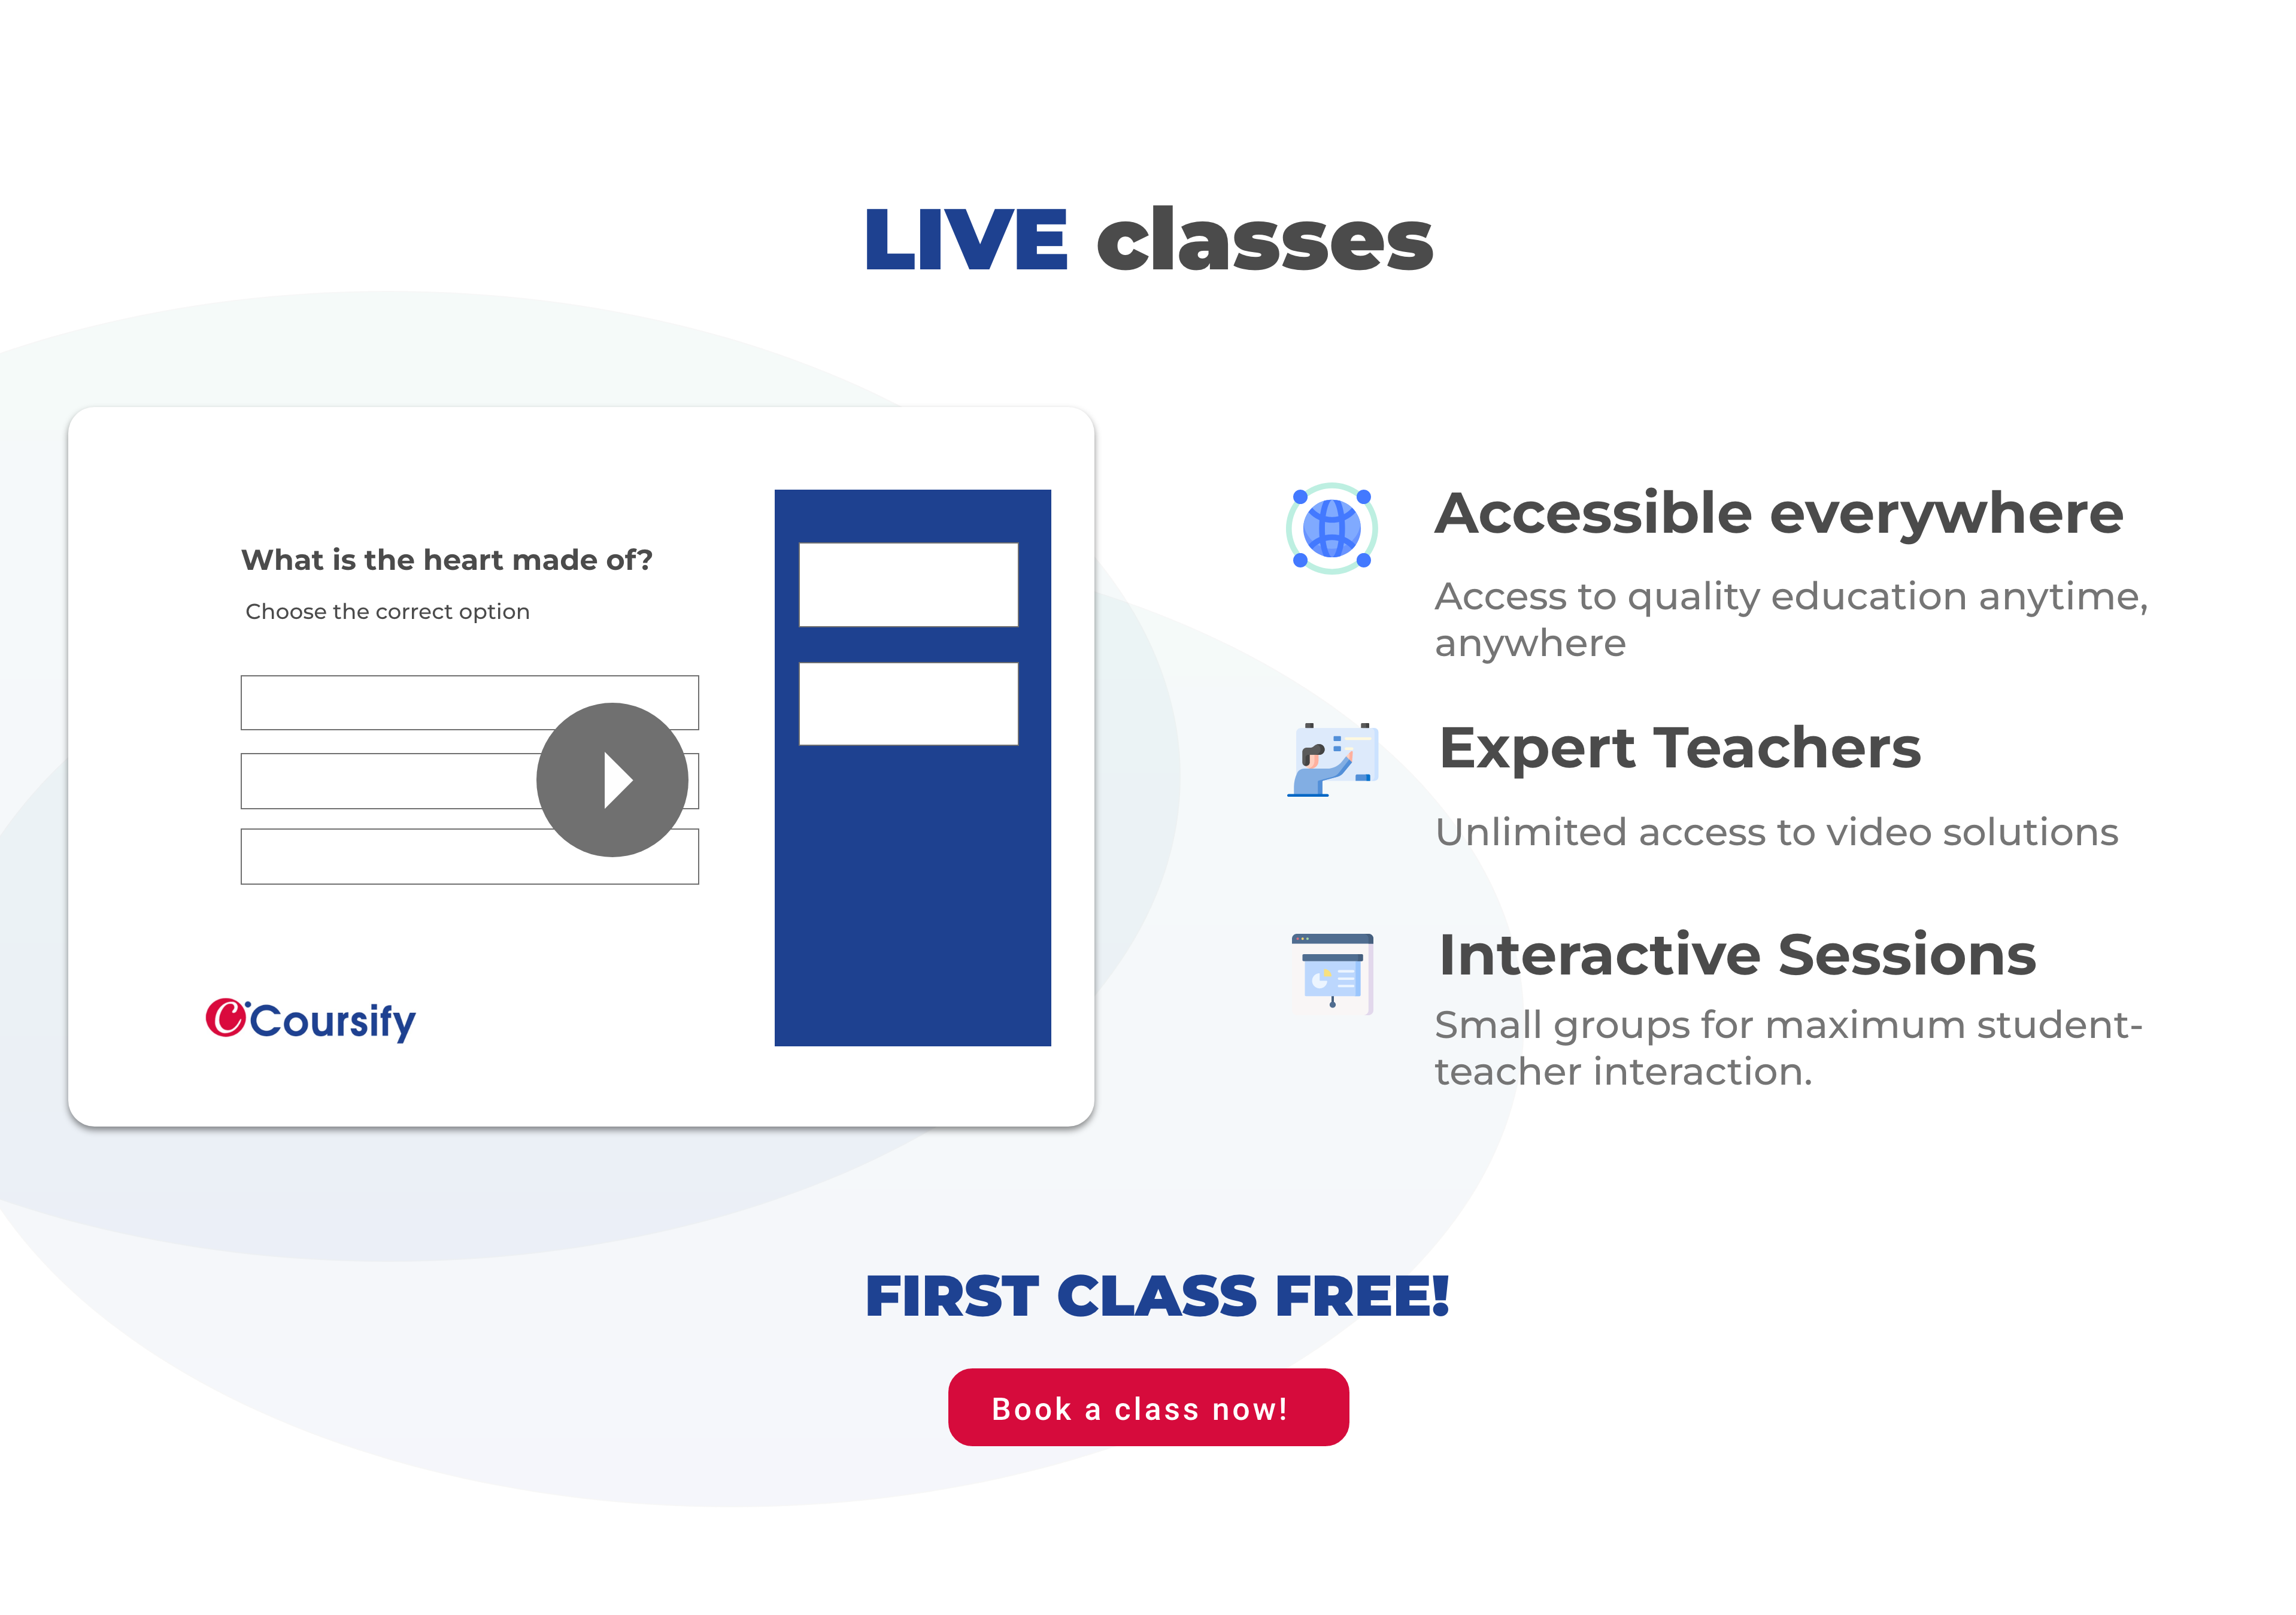 LIVE classes
What is the heart made of?
Choose the correct option
Coursify
Accessible everywhere
Access to quality education anytime,
anywhere
Expert Teachers
Unlimited access to video solutions
Interactive Sessions
Small groups for maximum student-
teacher interaction.
FIRST CLASS FREE!
Book a class now!